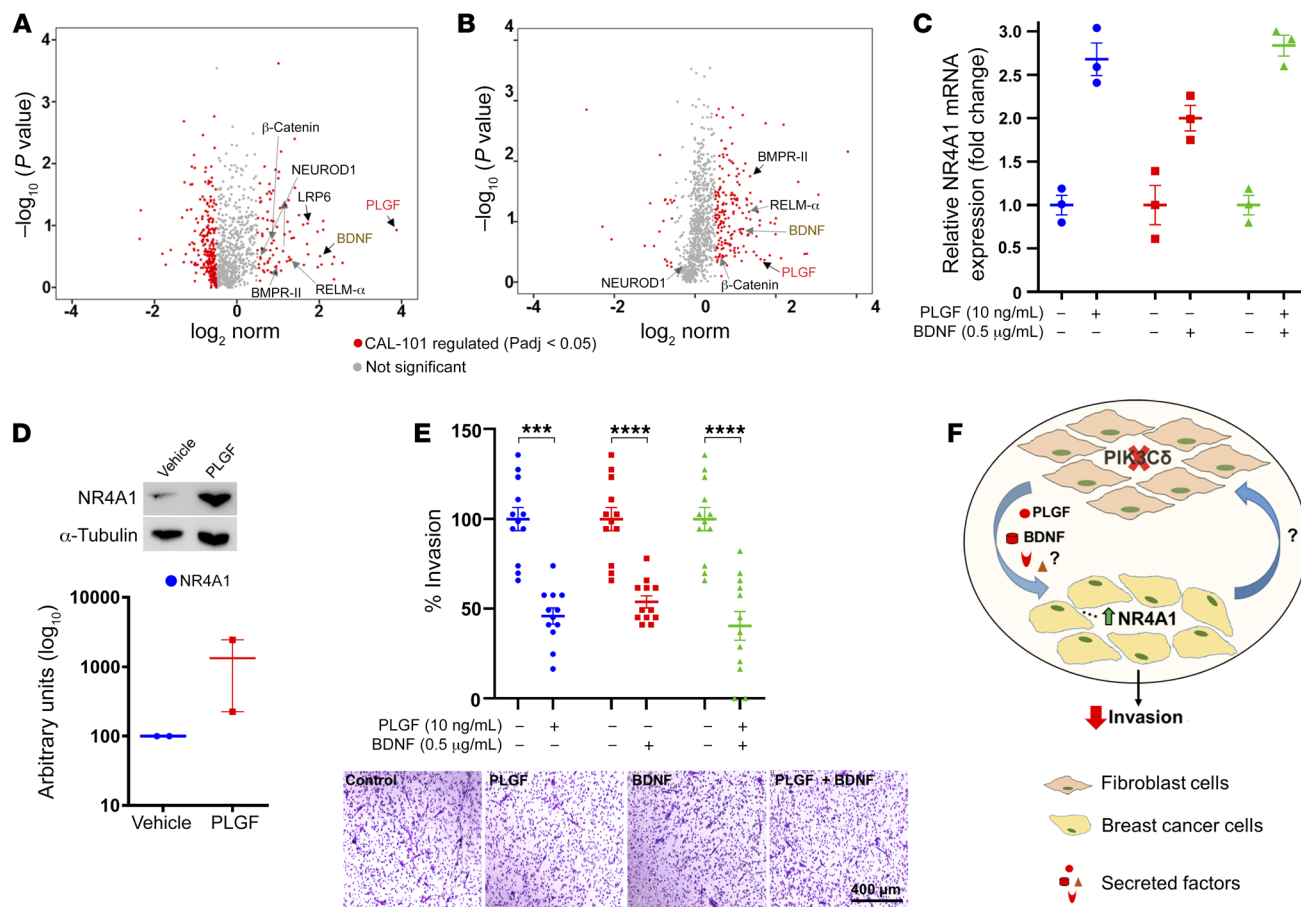 A
4
3
2
1
0
-4
-2
0
2
4
–log10 (P value)
log2 norm
β-Catenin
NEUROD1
LRP6
PLGF
BDNF
BMPR-II
RELM-α
B
4
3
2
1
0
-4
-2
0
2
4
–log10 (P value)
log2 norm
BMPR-II
RELM-α
BDNF
PLGF
NEUROD1
β-Catenin
CAL-101 regulated (Padj < 0.05)
Not significant
C
Relative NR4A1 mRNA
expression (fold change)
3.0
2.5
2.0
1.5
1.0
0.5
0.0
PLGF (10 ng/mL) – + – – – +
BDNF (0.5 µg/mL) – – – + – +
D
Vehicle
PLGF
NR4A1
α-Tubulin
NR4A1
Arbitrary units (log10)
10000
1000
100
10
Vehicle
PLGF
E
% Invasion
150
100
50
0
*** **** ****
PLGF (10 ng/mL) – + – – – +
BDNF (0.5 µg/mL) – – – + – +
Control
PLGF
BDNF
PLGF + BDNF
400 µm
F
PIK3Cδ
PLGF
BDNF
?
?
NR4A1
Invasion
Fibroblast cells
Breast cancer cells
Secreted factors